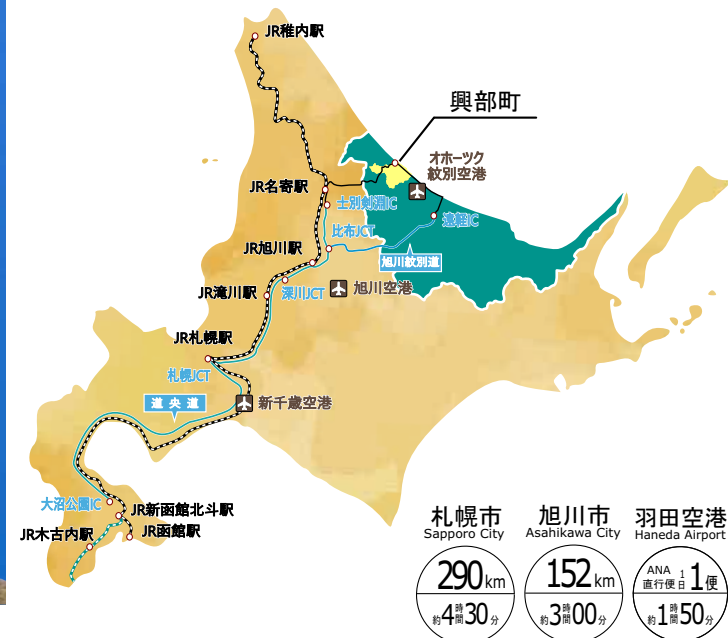 JR稚内駅
興部町
オホーツク
紋別空港
JR名寄駅
士別剣淵IC
遠軽IC
比布JCT
JR旭川駅
旭川紋別道
深川JCT
旭川空港
JR滝川駅
JR札幌駅
札幌JCT
道央道
新千歳空港
大沼公園IC
JR新函館北斗駅
JR木古内駅
JR函館駅
札幌市
Sapporo City
290km
約4時間30分
旭川市
Asahikawa City
152km
約3時間00分
羽田空港
Haneda Airport
ANA
直行便1日1便
約1時間50分